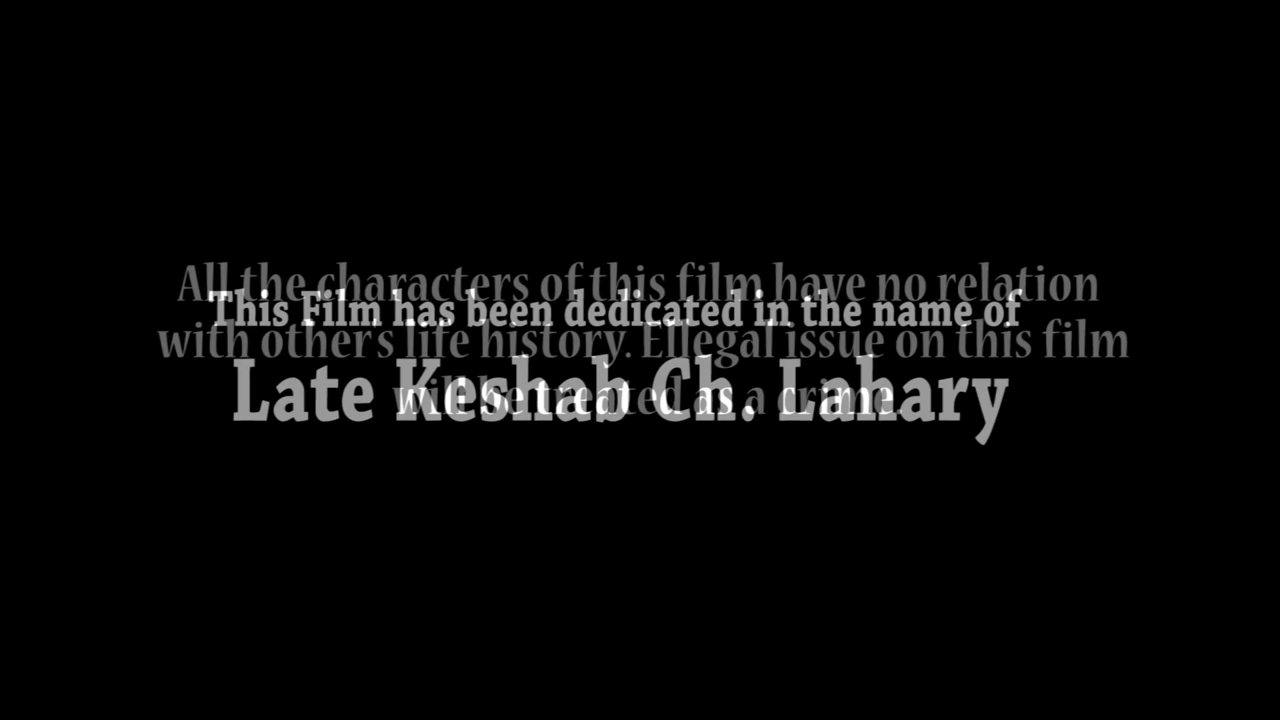 All the characters of this film have no relation
with other's life history. Ellegal issue on this film
will be treated as a crime.
This Film has been dedicated in the name of
Late Keshab Ch. Lahary